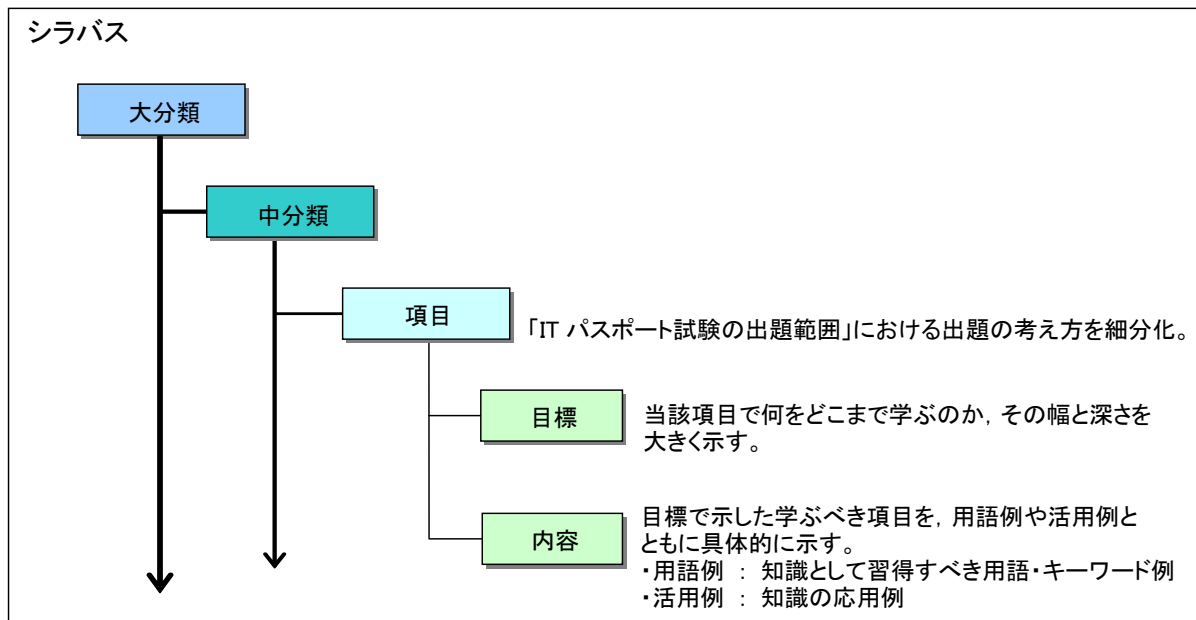 シラバス
大分類
中分類
項目
「IT パスポート試験の出題範囲」における出題の考え方を細分化。
目標
当該項目で何をどこまで学ぶのか, その幅と深さを
大きく示す。
内容
目標で示した学ぶべき項目を, 用語例や活用例と
ともに具体的に示す。
・用語例 ： 知識として習得すべき用語・キーワード例
・活用例 ： 知識の応用例